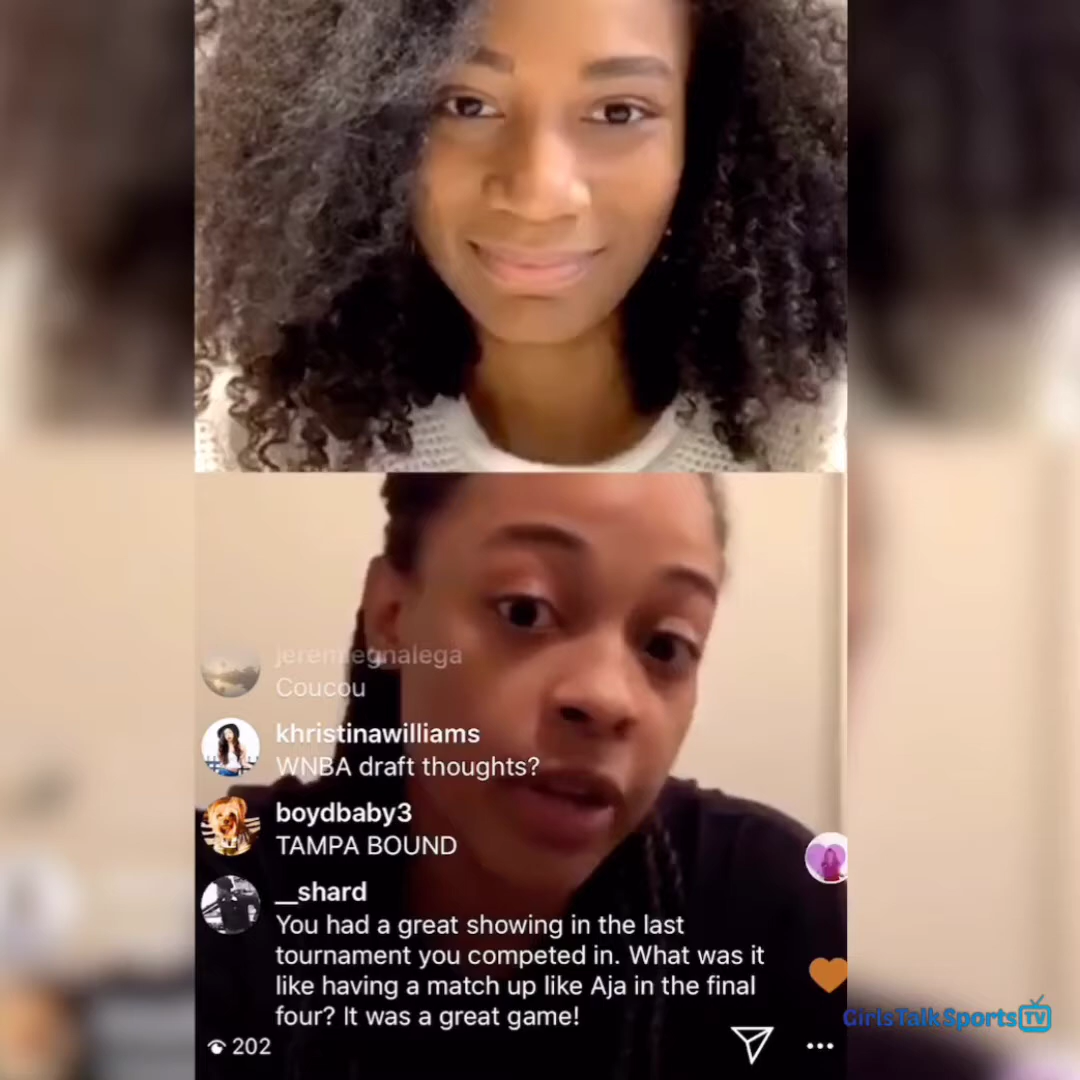 jeremiegnalega
Coucou
khristinawilliams
WNBA draft thoughts?
boydbaby3
TAMPA BOUND
__shard
You had a great showing in the last
tournament you competed in. What was it
like having a match up like Aja in the final
four? It was a great game!
202
GirlsTalkSports TV